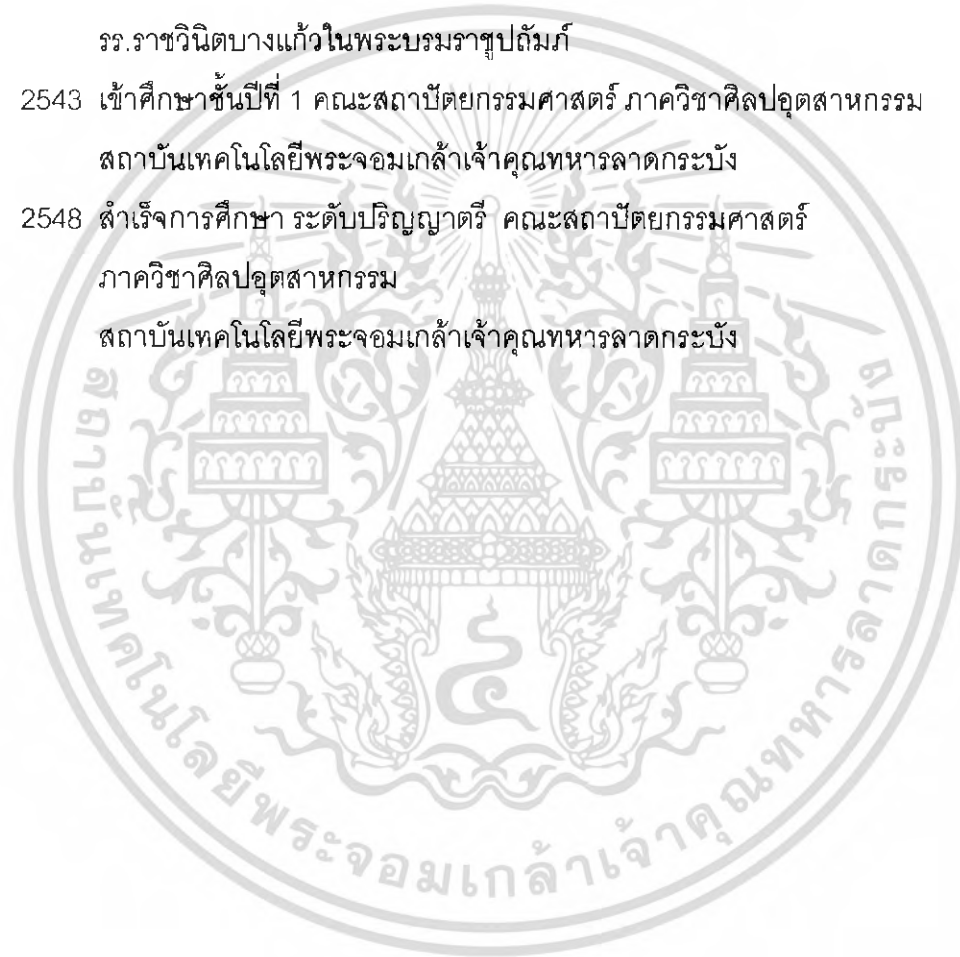 รร.ราชวินิตบางแก้วในพระบรมราชูปถัมภ์
2543 เข้าศึกษาชั้นปีที่ 1 คณะสถาปัตยกรรมศาสตร์ ภาควิชาศิลปอุตสาหกรรม
สถาบันเทคโนโลยีพระจอมเกล้าเจ้าคุณทหารลาดกระบัง
2548 สำเร็จการศึกษา ระดับปริญญาตรี คณะสถาปัตยกรรมศาสตร์
ภาควิชาศิลปอุตสาหกรรม
สถาบันเทคโนโลยีพระจอมเกล้าเจ้าคุณทหารลาดกระบัง
สถาบันเทคโนโลยีพระจอมเกล้าเจ้าคุณทหารลาดกระบัง
๔